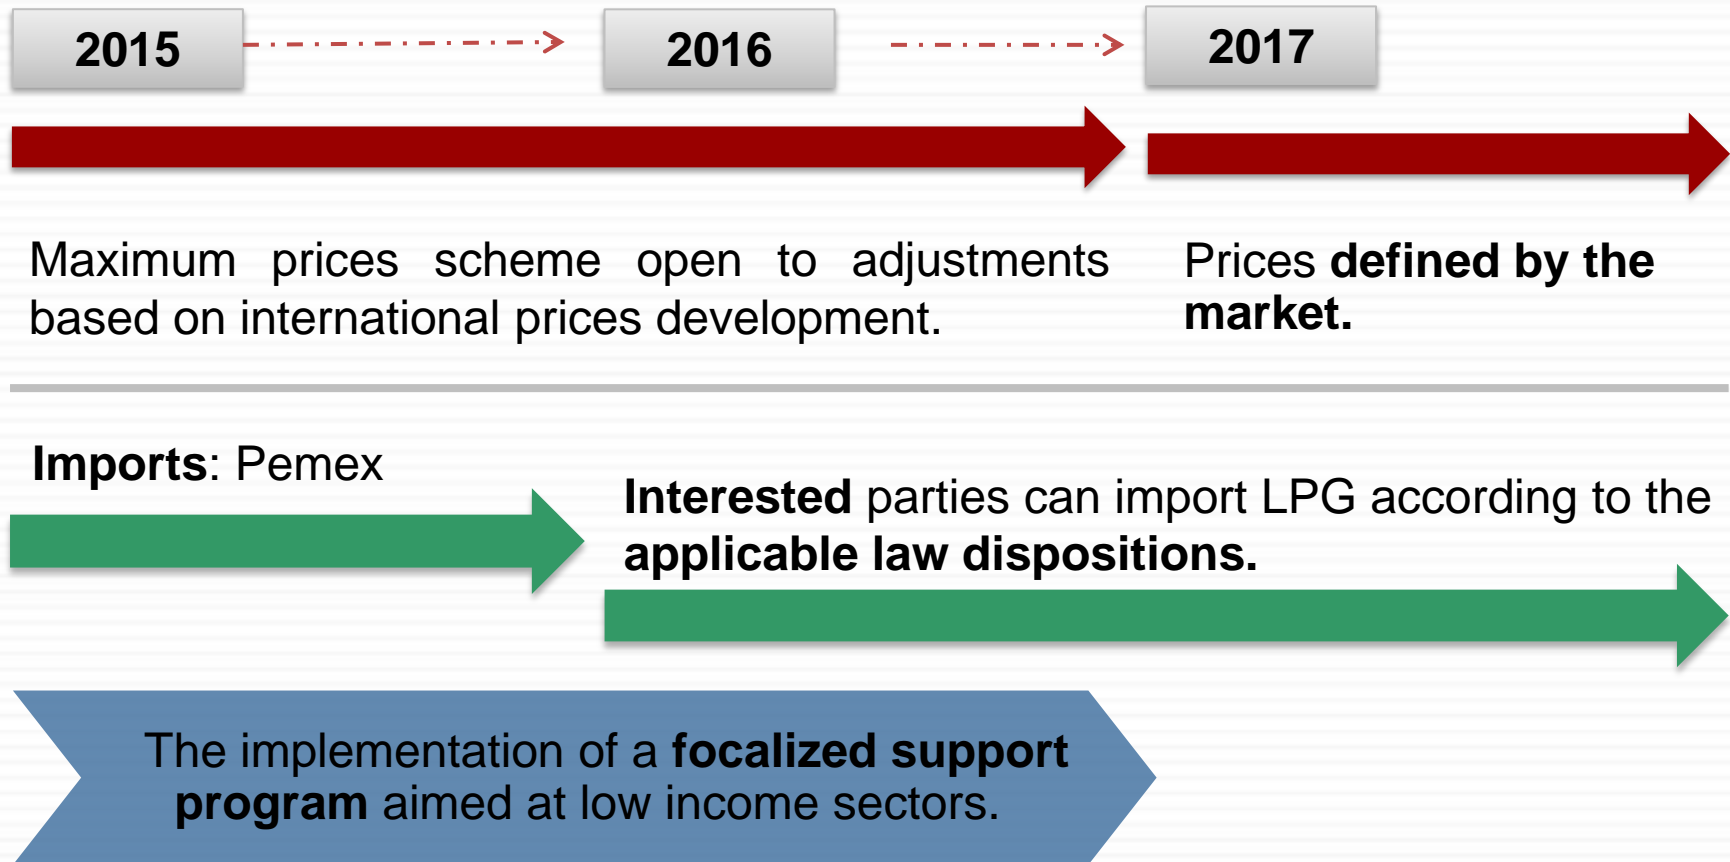 2015
2016
2017
Maximum prices scheme open to adjustments
based on international prices development.
Prices defined by the
market.
Imports: Pemex
Interested parties can import LPG according to the
applicable law dispositions.
The implementation of a focalized support
program aimed at low income sectors.